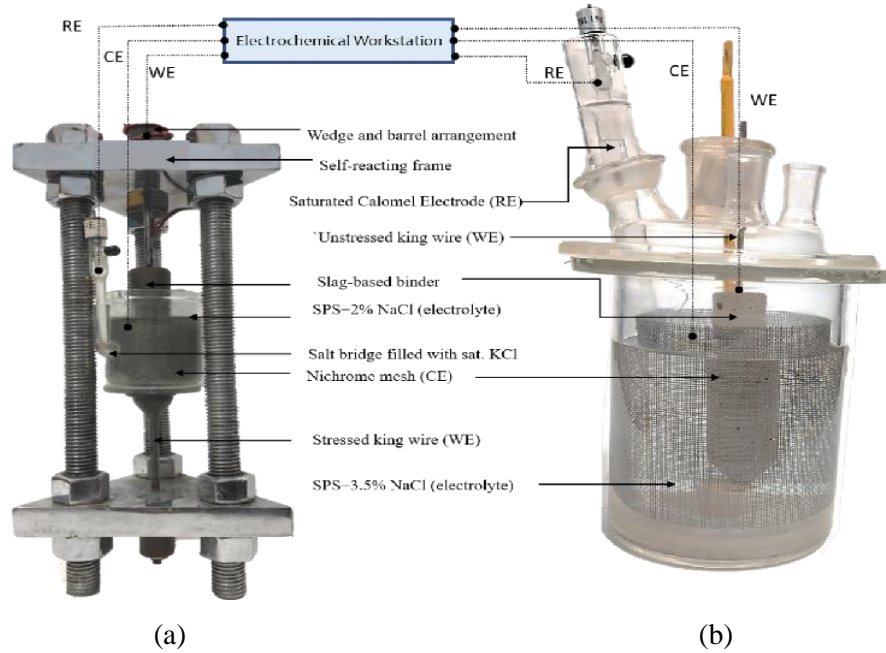 RE
Electrochemical Workstation
CE
WE
RE
CE
WE
Wedge and barrel arrangement
Self-reacting frame
Saturated Calomel Electrode (RE)
`Unstressed king wire (WE)
Slag-based binder
SPS+2% NaCl (electrolyte)
Salt bridge filled with sat. KCl
Nichrome mesh (CE)
Stressed king wire (WE)
SPS+3.5% NaCl (electrolyte)
(a)
(b)